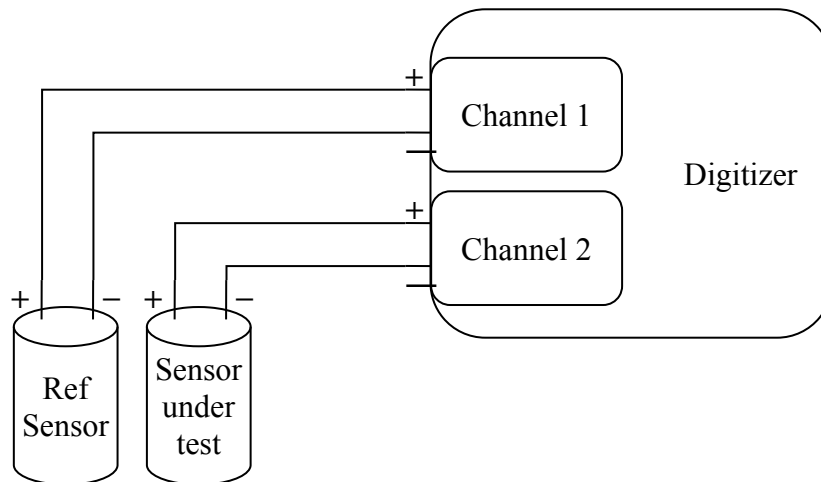 +
Channel 1
−
Digitizer
+
Channel 2
−
+ −
+ −
Ref
Sensor
Sensor
under
test